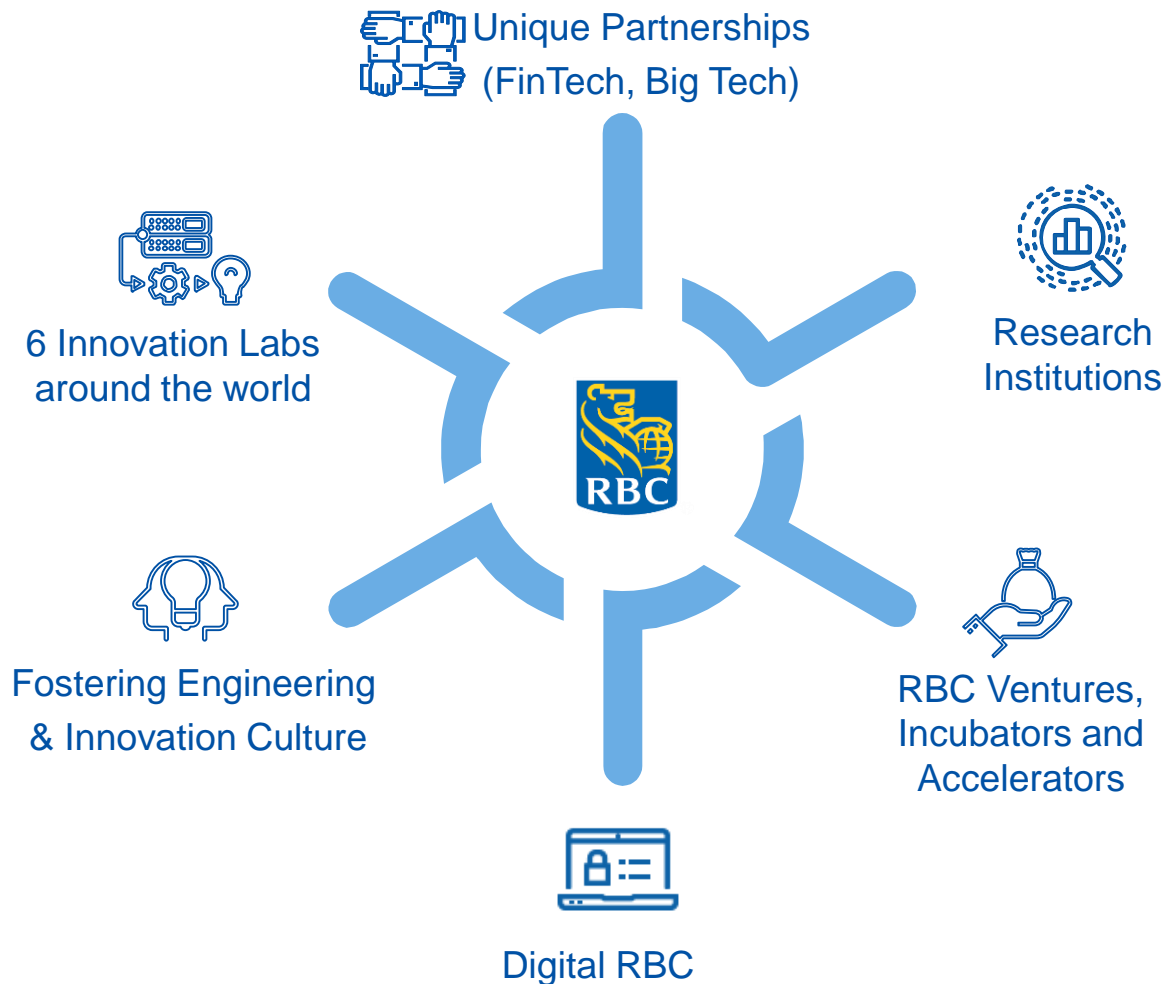 Unique Partnerships
(FinTech, Big Tech)
6 Innovation Labs
around the world
Research
Institutions
RBC
Fostering Engineering
& Innovation Culture
RBC Ventures,
Incubators and
Accelerators
Digital RBC